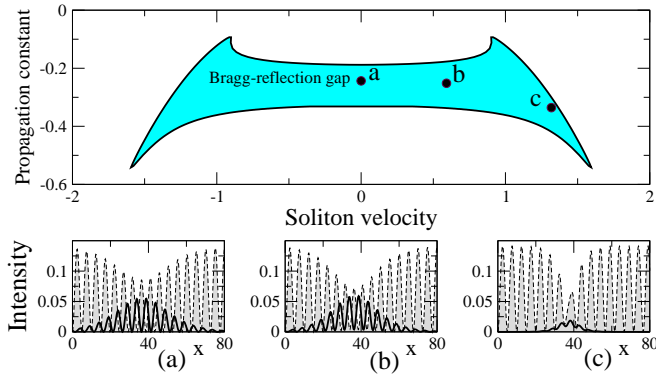 Propagation constant
0
-0.2
-0.4
-0.6
Bragg-reflection gap
a
b
c
-2
-1
0
1
2
Soliton velocity
Intensity
0.1
0.05
0
0
40
x
80
(a)
0.1
0.05
0
0
40
x
80
(b)
0.1
0.05
0
0
40
x
80
(c)